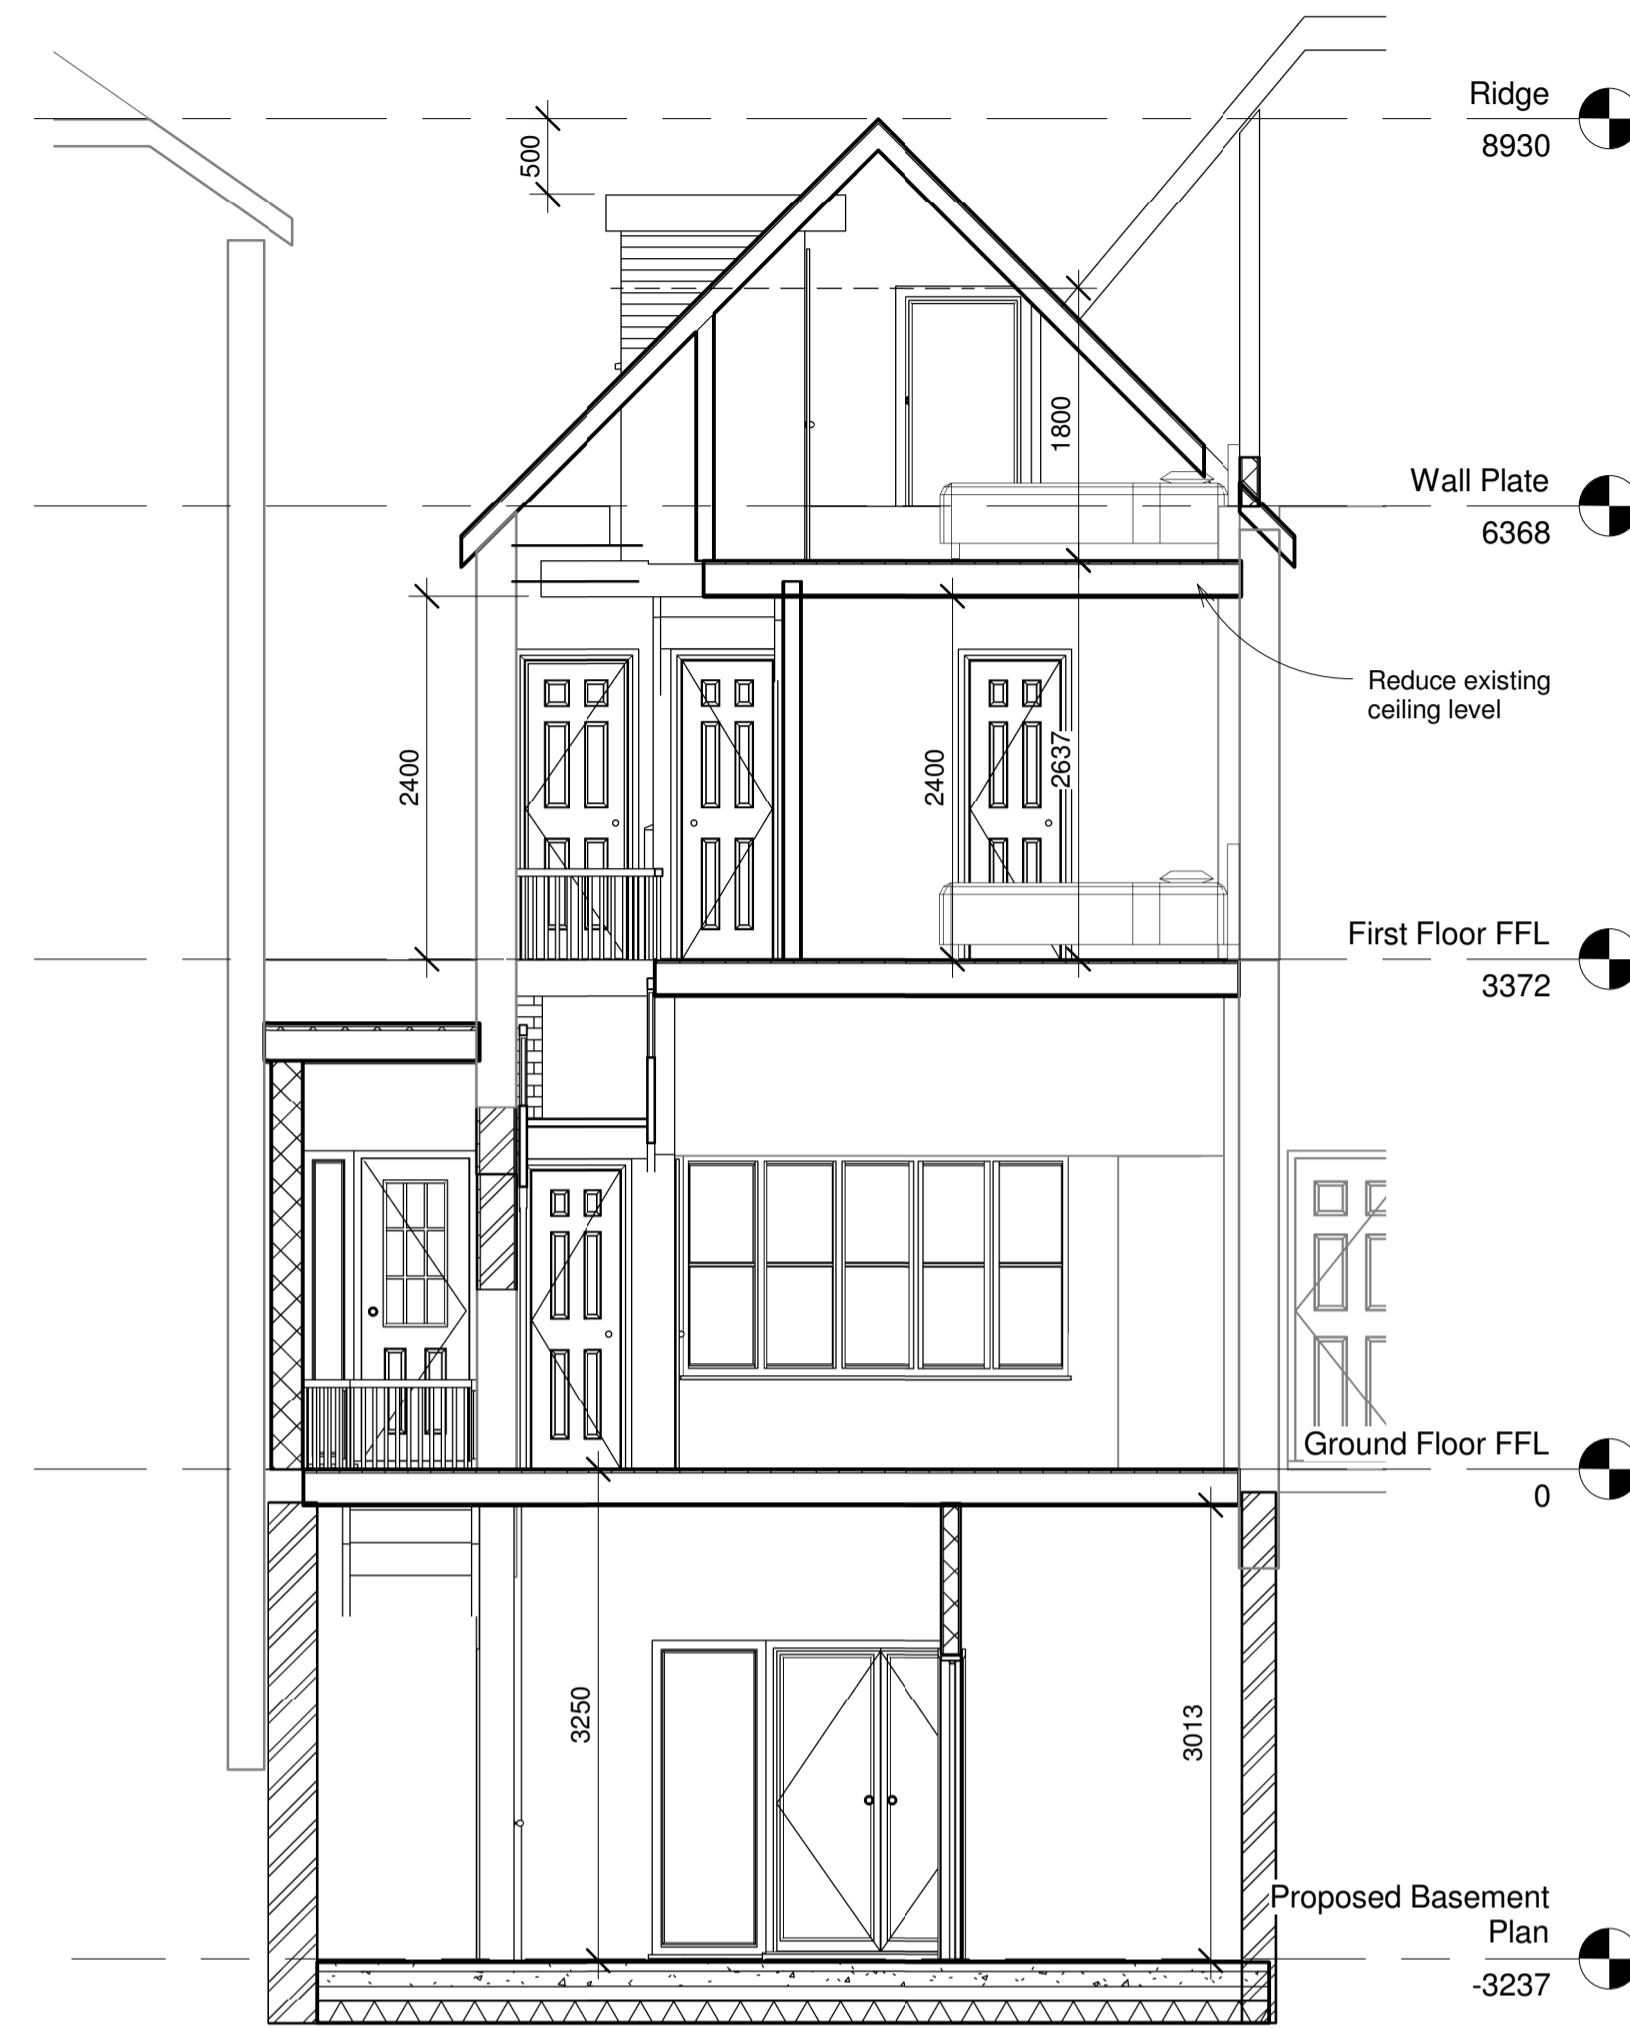 Ridge
8930
500
1800
Wall Plate
6368
Reduce existing
ceiling level
2400
2400
2637
First Floor FFL
3372
Ground Floor FFL
0
3250
3013
Proposed Basement
Plan
-3237